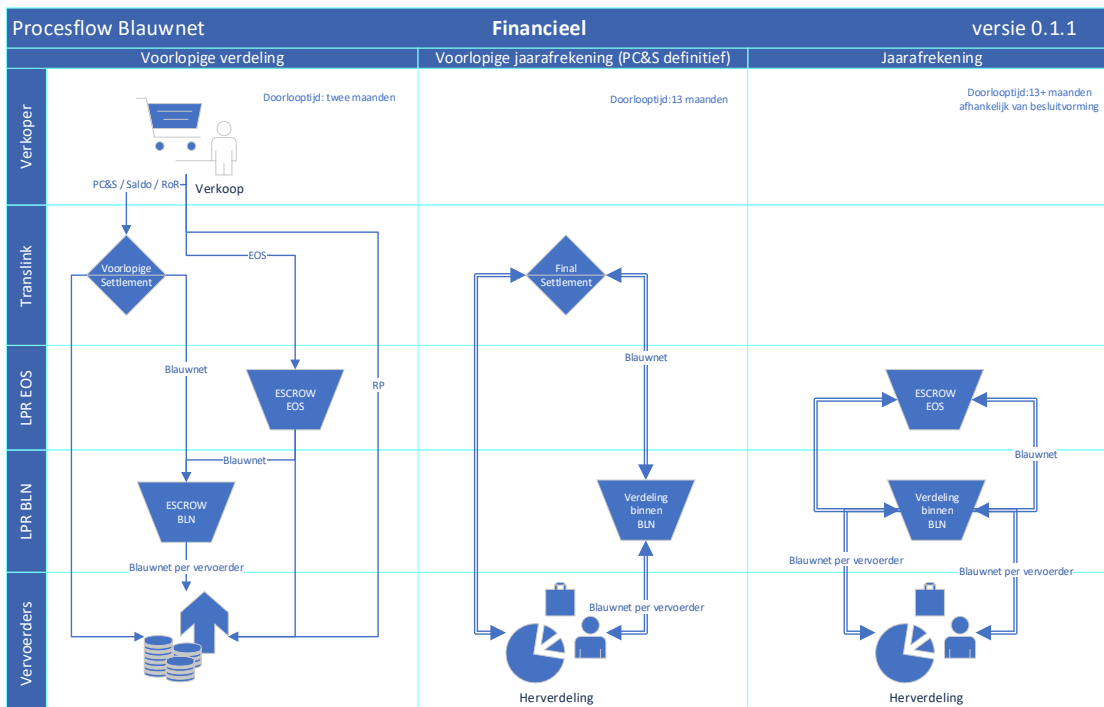 Procesflow Blauwnet
Financieel
versie 0.1.1
Voorlopige verdeling
Voorlopige jaarafrekening (PC&S definitief)
Jaarafrekening
Verkoper
Doorlooptijd: twee maanden
Doorlooptijd:13 maanden
Doorlooptijd:13+ maanden
afhankelijk van besluitvorming
PC&S / Saldo / RoR
Verkoop
Translink
EOS
Voorlopige
Settlement
Final
Settlement
LPR EOS
Blauwnet
Blauwnet
ESCROW
EOS
RP
ESCROW
EOS
LPR BLN
Blauwnet
Blauwnet
ESCROW
BLN
Verdeling
binnen
BLN
Verdeling
binnen
BLN
Blauwnet per vervoerder
Blauwnet per vervoerder
Blauwnet per vervoerder
Vervoerders
Blauwnet per vervoerder
Herverdeling
Herverdeling